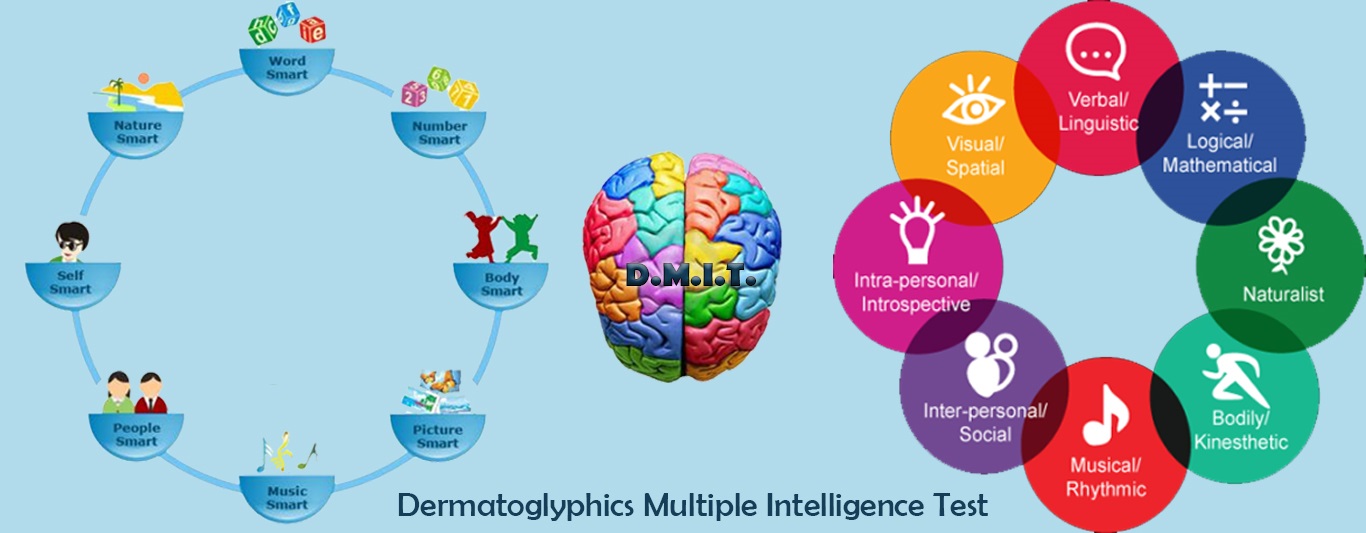 Word
Smart
Number
Smart
Body
Smart
Picture
Smart
Music
Smart
People
Smart
Self
Smart
Nature
Smart
D.M.I.T.
Verbal/
Linguistic
Logical/
Mathematical
Naturalist
Bodily/
Kinesthetic
Musical/
Rhythmic
Inter-personal/
Social
Intra-personal/
Introspective
Visual/
Spatial
Dermatoglyphics Multiple Intelligence Test